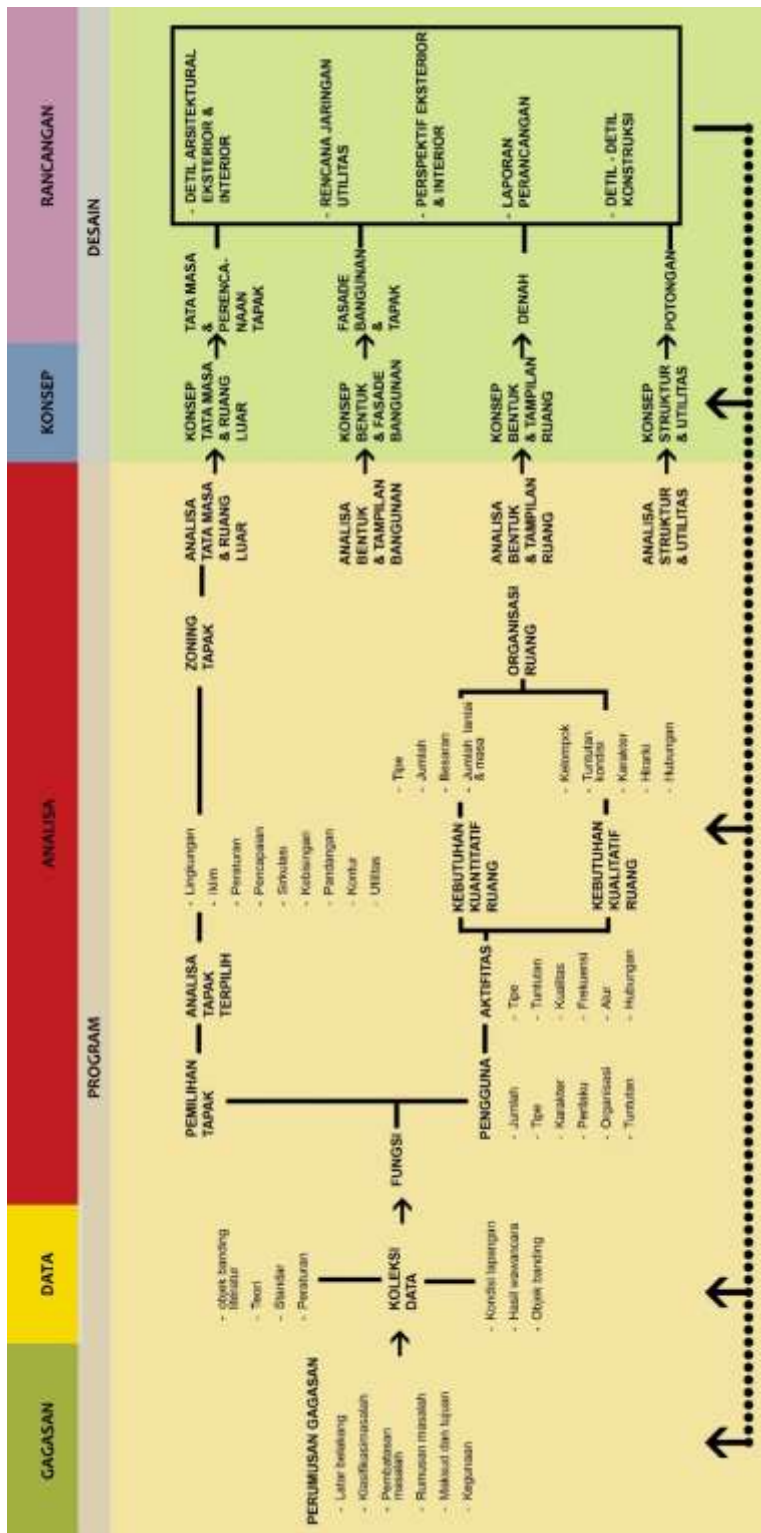 GAGASAN
DATA
ANALISA
KONSEP
RANCANGAN
PROGRAM
DESAIN
PERUMUSAN GAGASAN
- Latar belakang
- Klasifikasimasalah
- Pembatasan
masalah
- Rumusan masalah
- Maksud dan tujuan
- Kegunaan
- objek banding
literatur
- Teori
- Standar
- Peraturan
KOLEKSI
DATA
- Kondisi lapangan
- Hasil wawancara
- Objek banding
FUNGSI
PEMILIHAN
TAPAK
ANALISA
TAPAK
TERPILIH
- Lingkungan
- Iklim
- Peraturan
- Pencapaian
- Sirkulasi
- Kebisingan
- Pandangan
- Kontur
- Utilitas
ZONING
TAPAK
PENGGUNA
- Jumlah
- Tipe
- Karakter
- Perilaku
- Organisasi
- Tuntutan
AKTIFITAS
- Tipe
- Tuntutan
- Kualitas
- Frekuensi
- Alur
- Hubungan
KEBUTUHAN
KUANTITATIF
RUANG
- Tipe
- Jumlah
- Besaran
- Jumlah lantai
& masa
KEBUTUHAN
KUALITATIF
RUANG
- Kelompok
- Tuntutan
kondisi
- Karakter
- Hirarki
- Hubungan
ORGANISASI
RUANG
ANALISA
TATA MASA
& RUANG
LUAR
KONSEP
TATA MASA
& RUANG
LUAR
TATA MASA
&
PERENCA-
NAAN
TAPAK
ANALISA
BENTUK
& TAMPILAN
BANGUNAN
KONSEP
BENTUK
& FASADE
BANGUNAN
FASADE
BANGUNAN
&
TAPAK
ANALISA
BENTUK
& TAMPILAN
RUANG
KONSEP
BENTUK
& TAMPILAN
RUANG
DENAH
ANALISA
STRUKTUR
& UTILITAS
KONSEP
STRUKTUR
& UTILITAS
POTONGAN
- DETIL ARSITEKTURAL
EKSTERIOR &
INTERIOR
- RENCANA JARINGAN
UTILITAS
- PERSPEKTIF EKSTERIOR
& INTERIOR
- LAPORAN
PERANCANGAN
- DETIL - DETIL
KONSTRUKSI